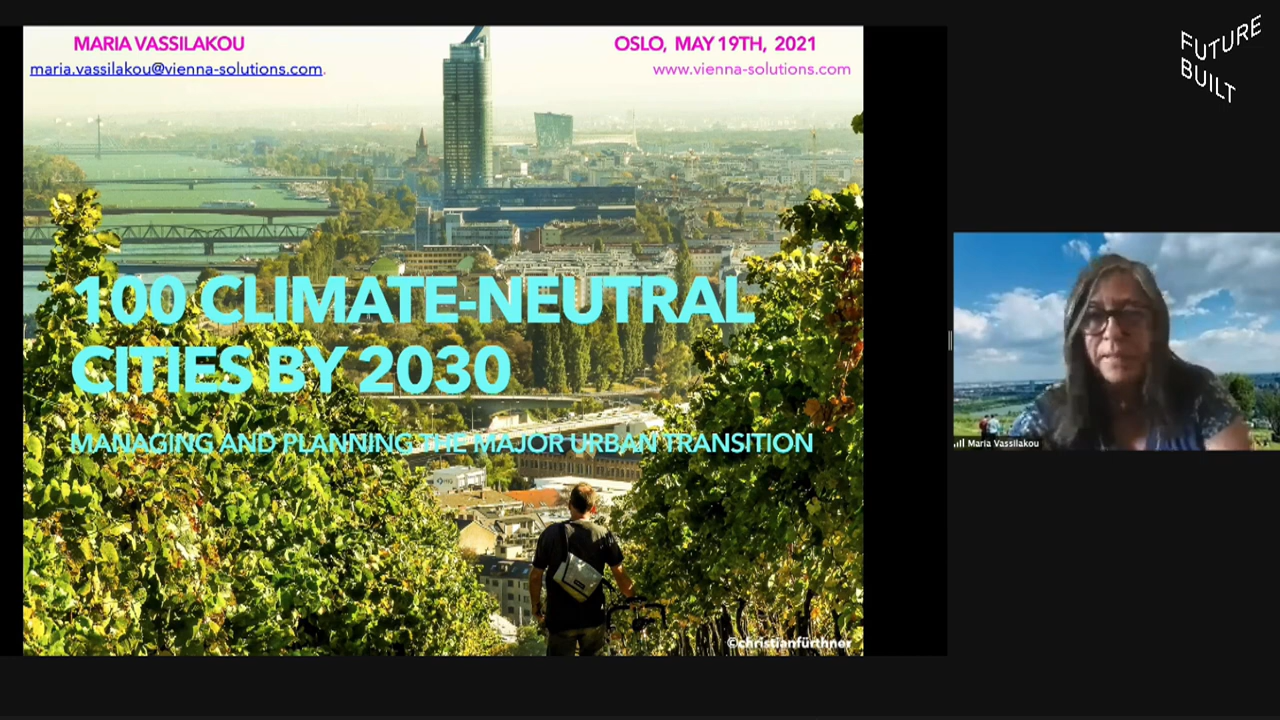 MARIA VASSILAKOU
OSLO, MAY 19TH, 2021
maria.vassilakou@vienna-solutions.com.
www.vienna-solutions.com
100 CLIMATE-NEUTRAL
CITIES BY 2030
MANAGING AND PLANNING THE MAJOR URBAN TRANSITION
©christianfürthner
FUTURE
BUILT
Maria Vassilakou